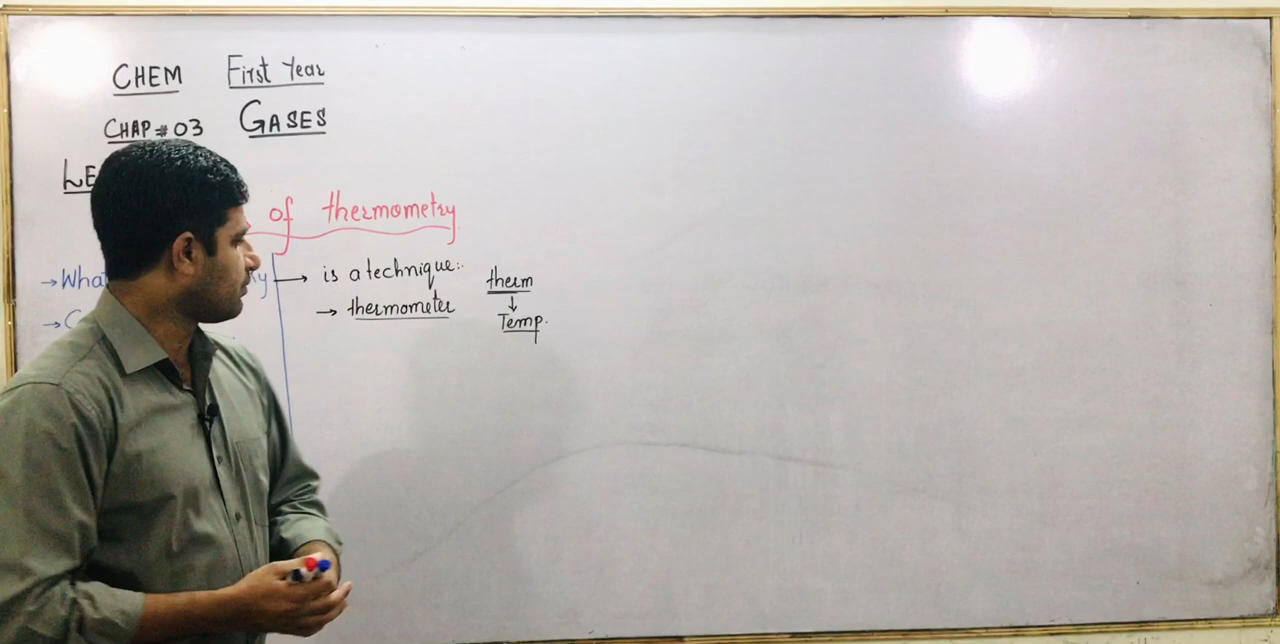 CHEM First Year
CHAP # 03 GASES
of thermometry
→ is a technique:.
→ thermometer
therm
↓
Temp.